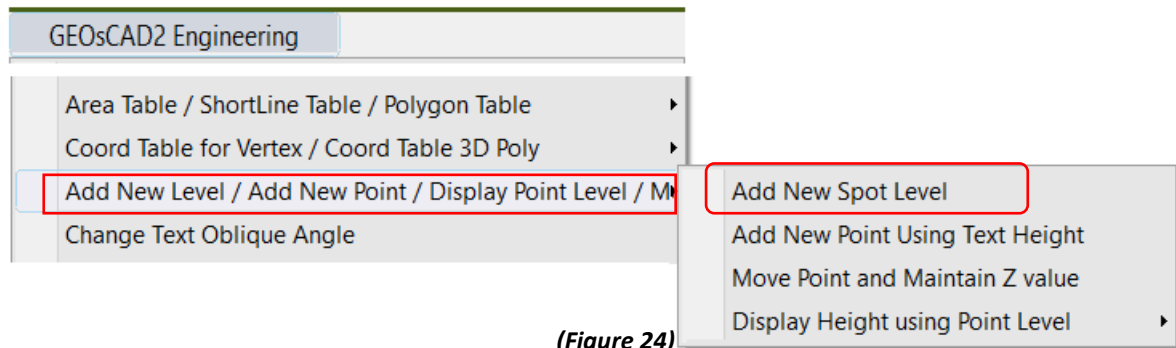 GEOsCAD2 Engineering
Area Table / ShortLine Table / Polygon Table
Coord Table for Vertex / Coord Table 3D Poly
Add New Level / Add New Point / Display Point Level / M
Change Text Oblique Angle
Add New Spot Level
Add New Point Using Text Height
Move Point and Maintain Z value
Display Height using Point Level
(Figure 24)